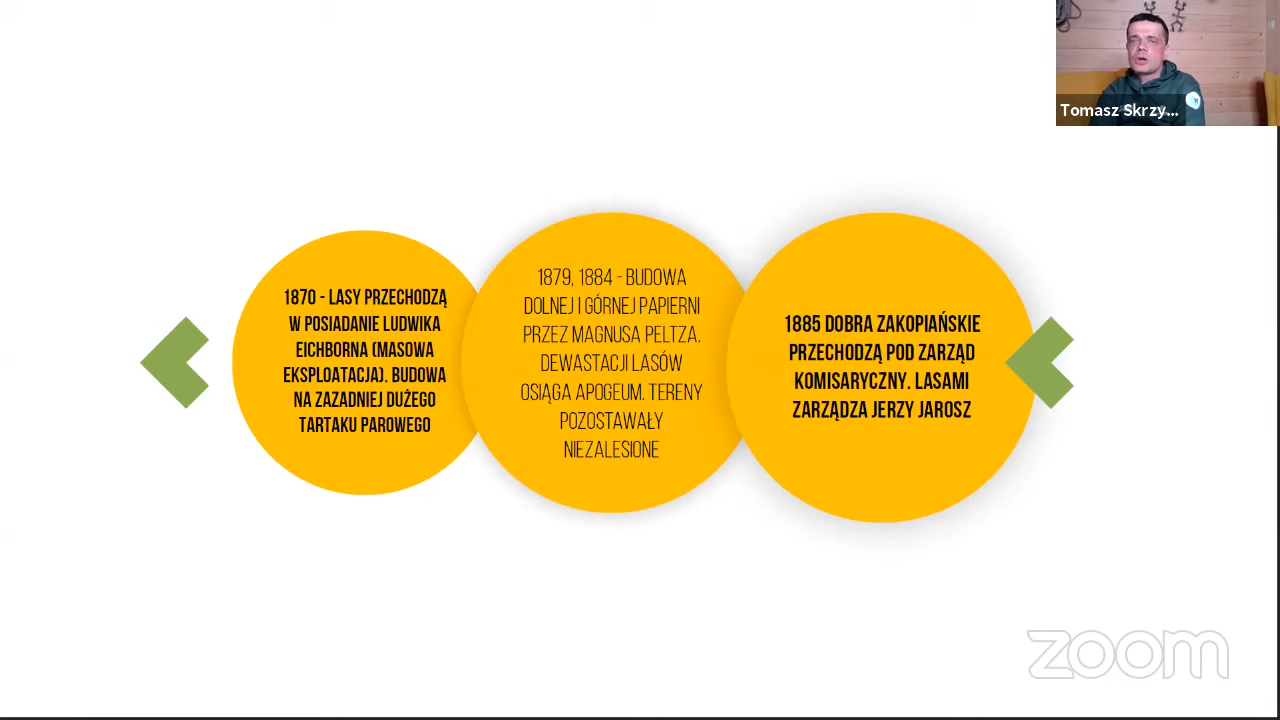 Tomasz Skrzy...
1870 - LASY PRZECHODZĄ
W POSIADANIE LUDWIKA
EICHBORNA (MASOWA
EKSPLOATACJA). BUDOWA
NA ZAZADNIEJ DUŻEGO
TARTAKU PAROWEGO
1879, 1884 - BUDOWA
DOLNEJ I GÓRNEJ PAPIERNI
PRZEZ MAGNUSA PELTZA.
DEWASTACJI LASÓW
OSIĄGA APOGEUM. TERENY
POZOSTAWAŁY
NIEZALESIONE
1885 DOBRA ZAKOPIAŃSKIE
PRZECHODZĄ POD ZARZĄD
KOMISARYCZNY. LASAMI
ZARZĄDZA JERZY JAROSZ
zoom